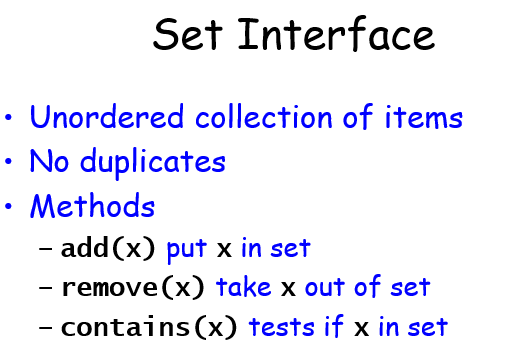 Set Interface
• Unordered collection of items
• No duplicates
• Methods
– add(x) put x in set
– remove(x) take x out of set
– contains(x) tests if x in set